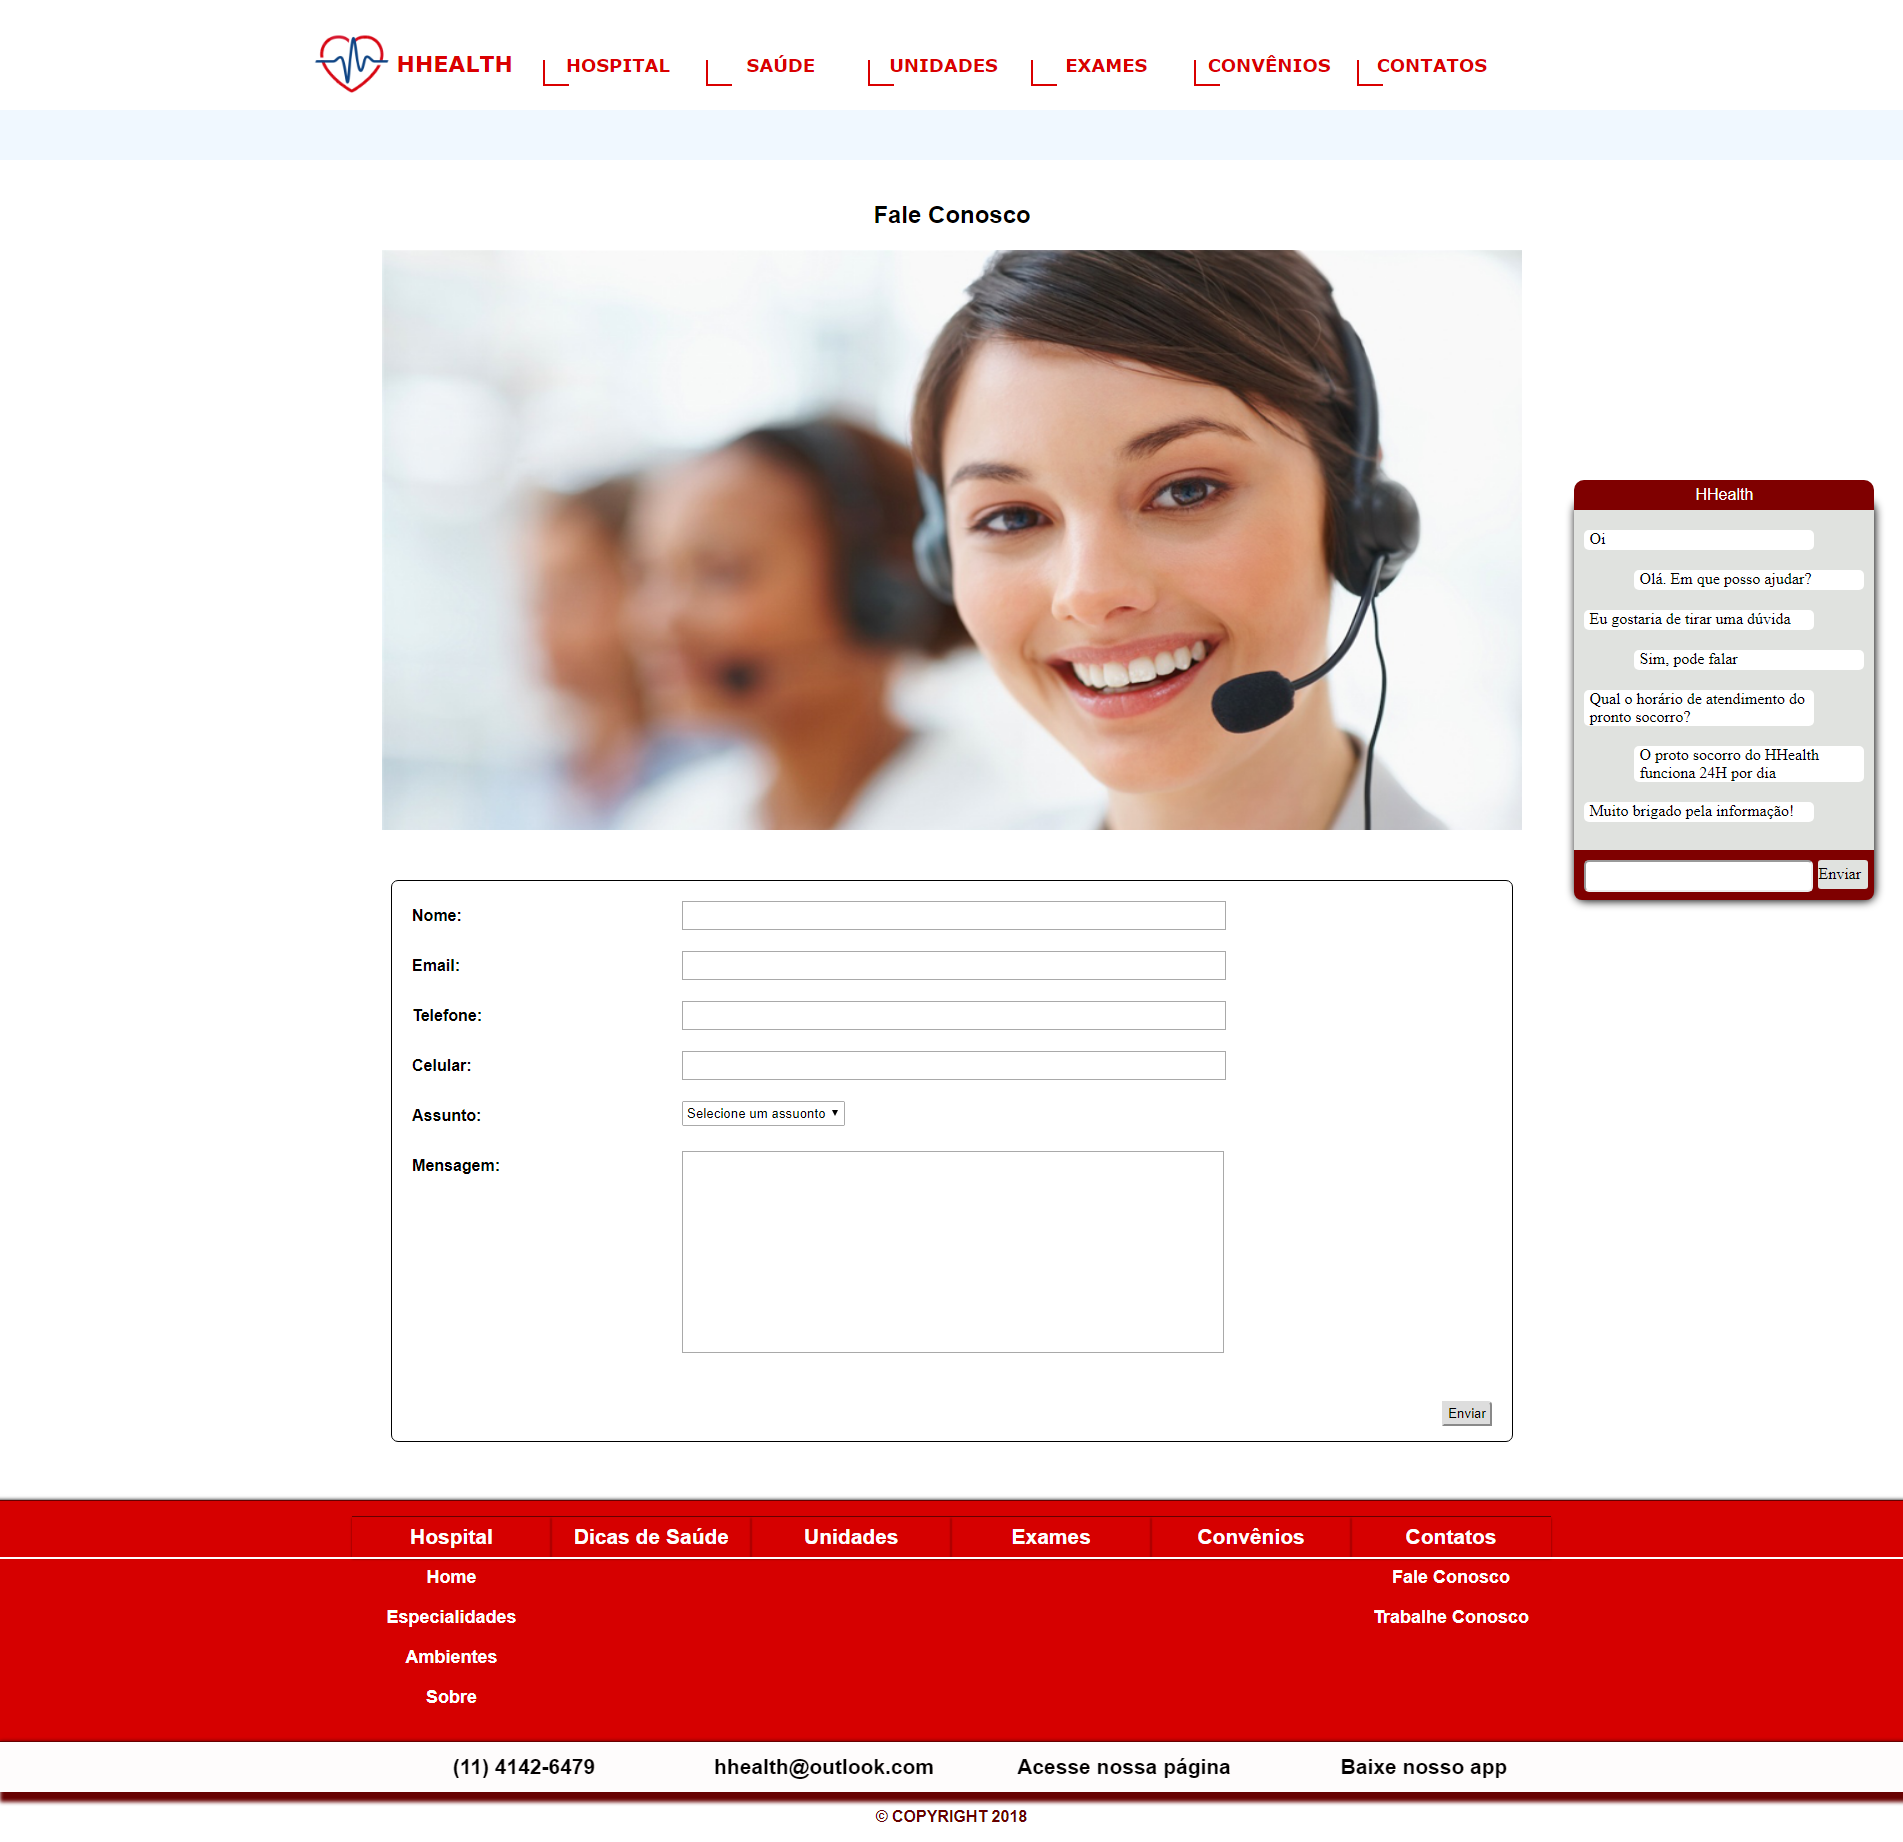 HHEALTH
HOSPITAL
SAÚDE
UNIDADES
EXAMES
CONVÊNIOS
CONTATOS
Fale Conosco
HHealth
Oi
Olá. Em que posso ajudar?
Eu gostaria de tirar uma dúvida
Sim, pode falar
Qual o horário de atendimento do
pronto socorro?
O proto socorro do HHealth
funciona 24H por dia
Muito brigado pela informação!
Enviar
Nome:
Email:
Telefone:
Celular:
Assunto:
Selecione um assuonto
Mensagem:
Enviar
Hospital
Dicas de Saúde
Unidades
Exames
Convênios
Contatos
Home
Fale Conosco
Especialidades
Trabalhe Conosco
Ambientes
Sobre
(11) 4142-6479
hhealth@outlook.com
Acesse nossa página
Baixe nosso app
© COPYRIGHT 2018